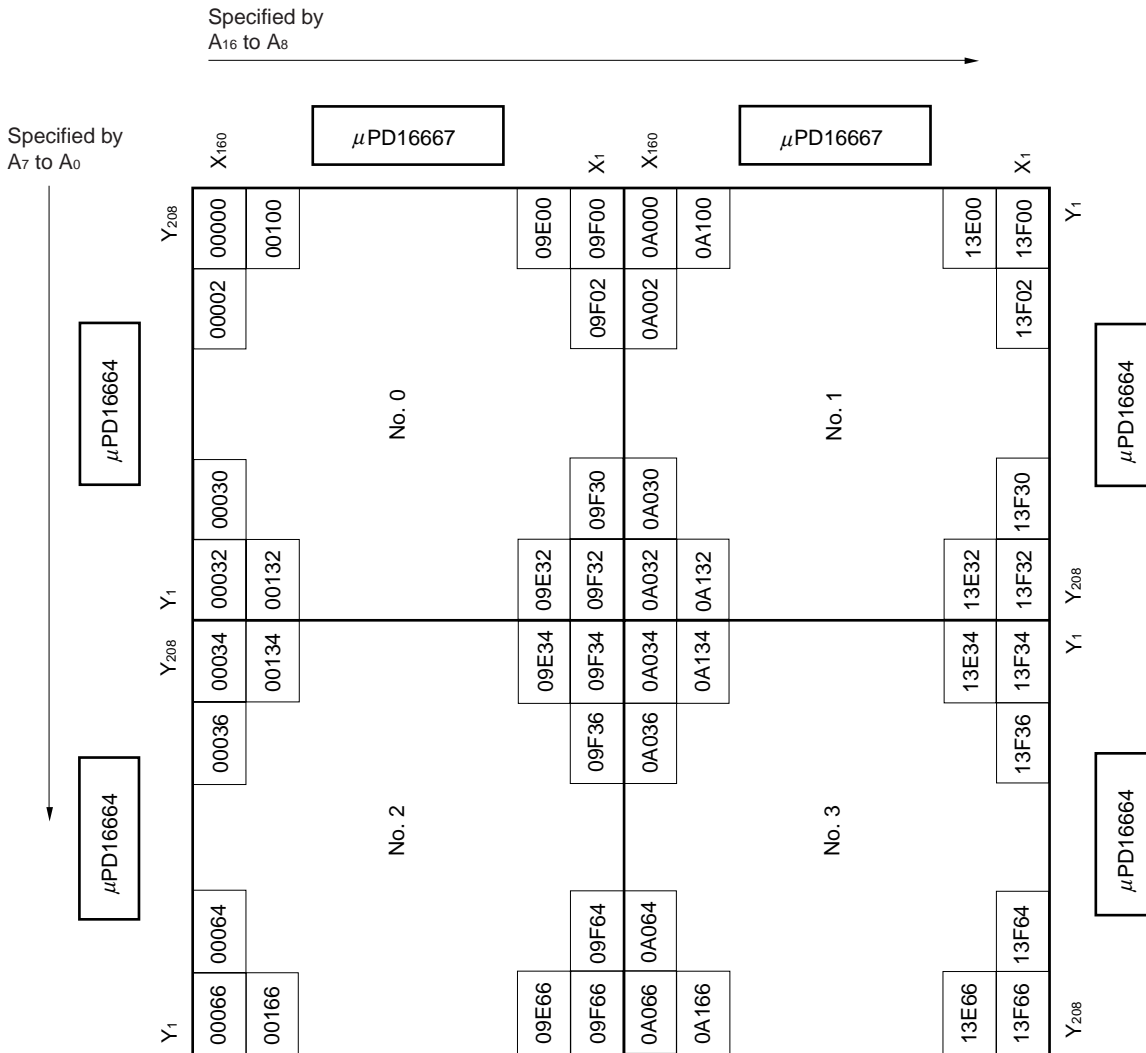 Specified by
A16 to A8
Specified by
A7 to A0
μPD16667
μPD16667
X160
X1
X160
X1
Y208
00000
00100
09E00
09F00
0A000
0A100
13E00
13F00
Y1
00002
09F02
0A002
13F02
μPD16664
No. 0
No. 1
μPD16664
00030
09F30
0A030
13F30
Y1
00032
00132
09E32
09F32
0A032
0A132
13E32
13F32
Y208
Y208
00034
00134
09E34
09F34
0A034
0A134
13E34
13F34
Y1
00036
09F36
0A036
13F36
μPD16664
No. 2
No. 3
μPD16664
00064
09F64
0A064
13F64
Y1
00066
00166
09E66
09F66
0A066
0A166
13E66
13F66
Y208